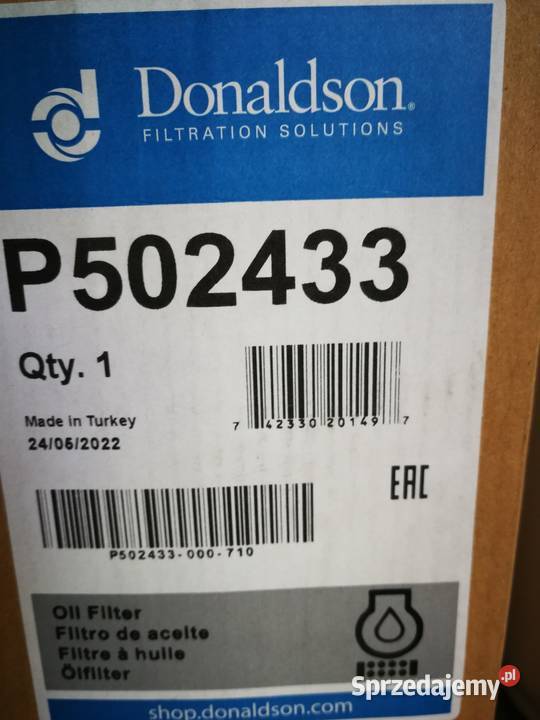 Donaldson®
FILTRATION SOLUTIONS
P502433
Qty. 1
7 42330 20149 7
Made in Turkey
24/06/2022
EAC
P502433-000-710
Oil Filter
Filtro de aceite
Filtre à huile
Ölfilter
shop.donaldson.com
Sprzedajemy.pl